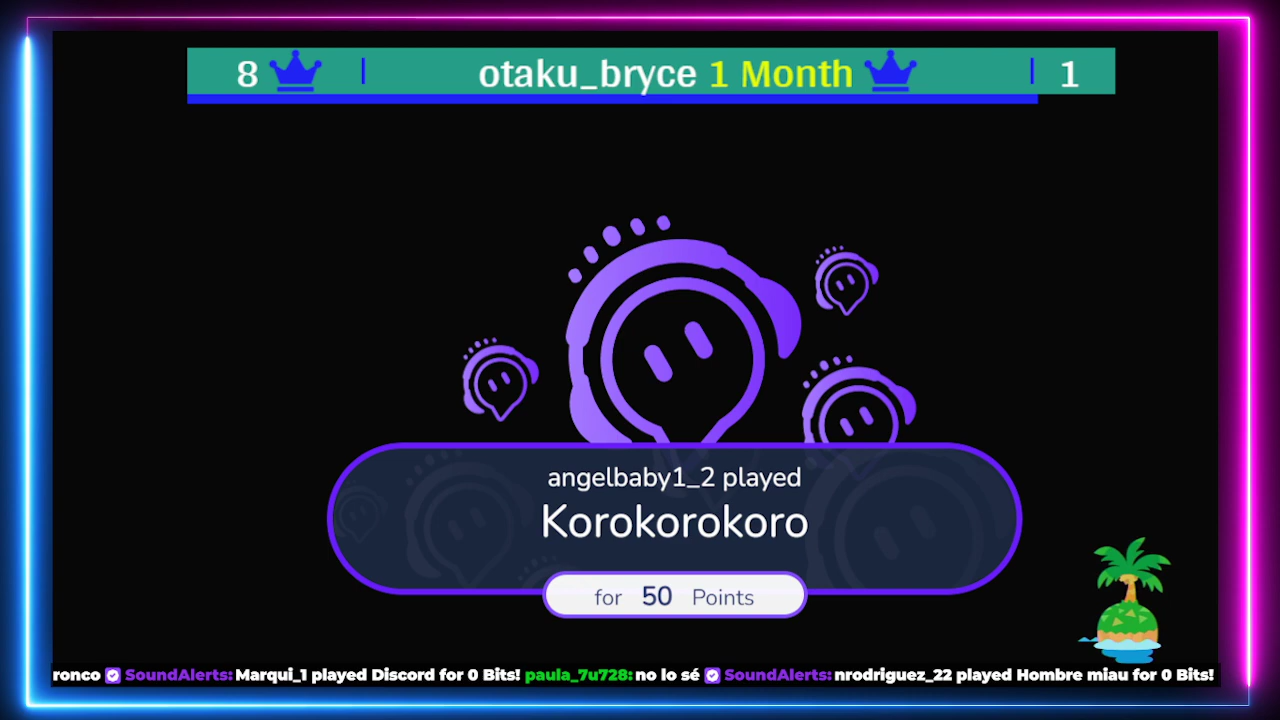 8 otaku_bryce 1 Month 1
angelbaby1_2 played
Korokorokoro
for 50 Points
ronco SoundAlerts: Marqui_1 played Discord for 0 Bits! paula_7u728: no lo sé SoundAlerts: nrodriguez_22 played Hombre miau for 0 Bits!